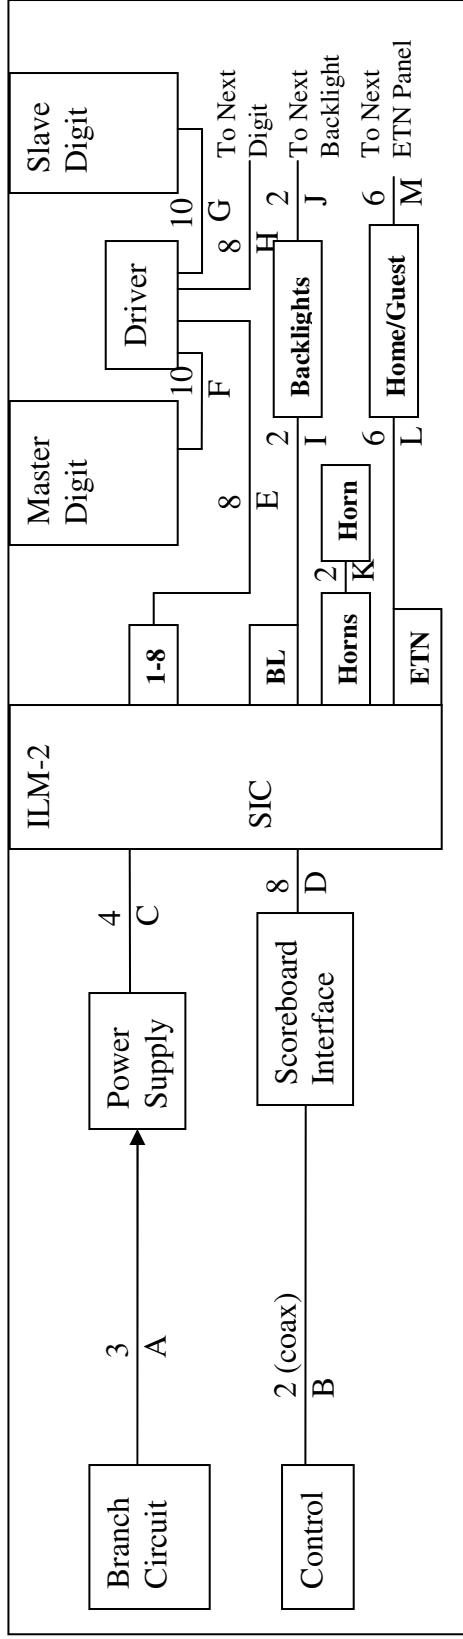 Branch
Circuit
3
A
Power
Supply
4
C
ILM-2
SIC
Control
2 (coax)
B
Scoreboard
Interface
8
D
1-8
BL
Horns
ETN
Master
Digit
10
F
Driver
10
G
Slave
Digit
8
E
8
H
To Next
Digit
2
I
Backlights
2
J
To Next
Backlight
2
K
Horn
6
L
Home/Guest
6
M
To Next
ETN Panel